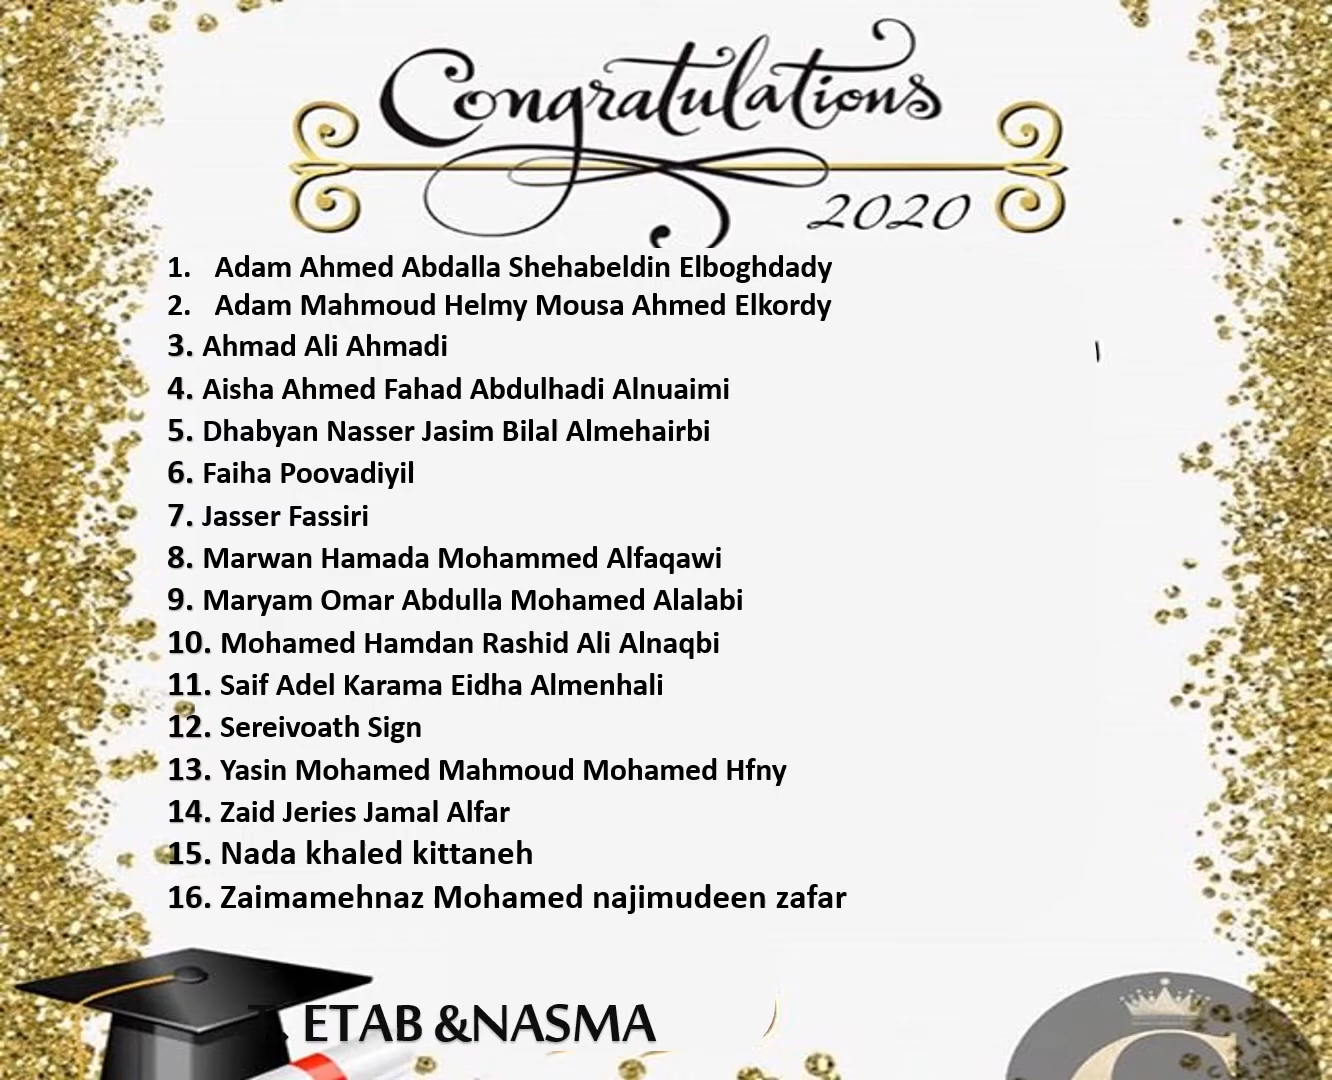 Congratulations
2020
1. Adam Ahmed Abdalla Shehabeldin Elboghdady
2. Adam Mahmoud Helmy Mousa Ahmed Elkordy
3. Ahmad Ali Ahmadi
4. Aisha Ahmed Fahad Abdulhadi Alnuaimi
5. Dhabyan Nasser Jasim Bilal Almehairbi
6. Faiha Poovadiyil
7. Jasser Fassiri
8. Marwan Hamada Mohammed Alfaqawi
9. Maryam Omar Abdulla Mohamed Alalabi
10. Mohamed Hamdan Rashid Ali Alnaqbi
11. Saif Adel Karama Eidha Almenhali
12. Sereivoath Sign
13. Yasin Mohamed Mahmoud Mohamed Hfny
14. Zaid Jeries Jamal Alfar
15. Nada khaled kittaneh
16. Zaimamehnaz Mohamed najimudeen zafar
T. ETAB &NASMA